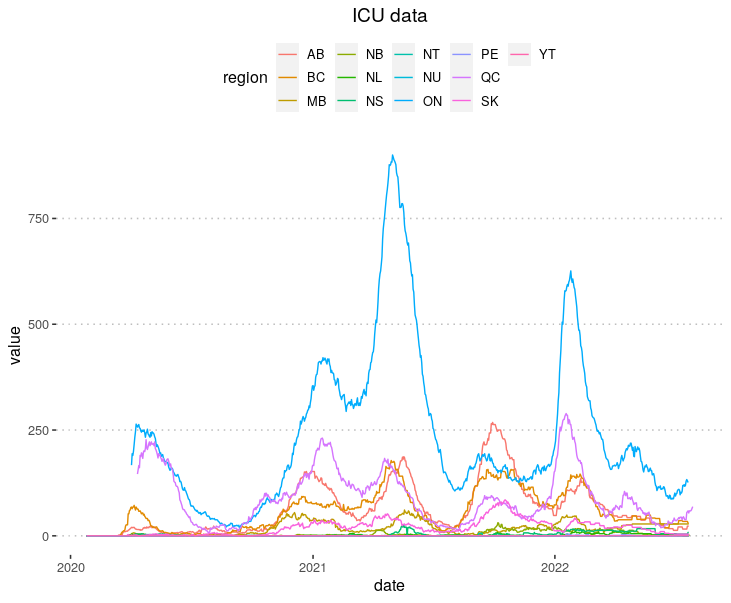 ICU data
AB NB NT PE YT
region BC NL NU QC
MB NS ON SK
750
500
250
0
value
2020 2021 2022
date